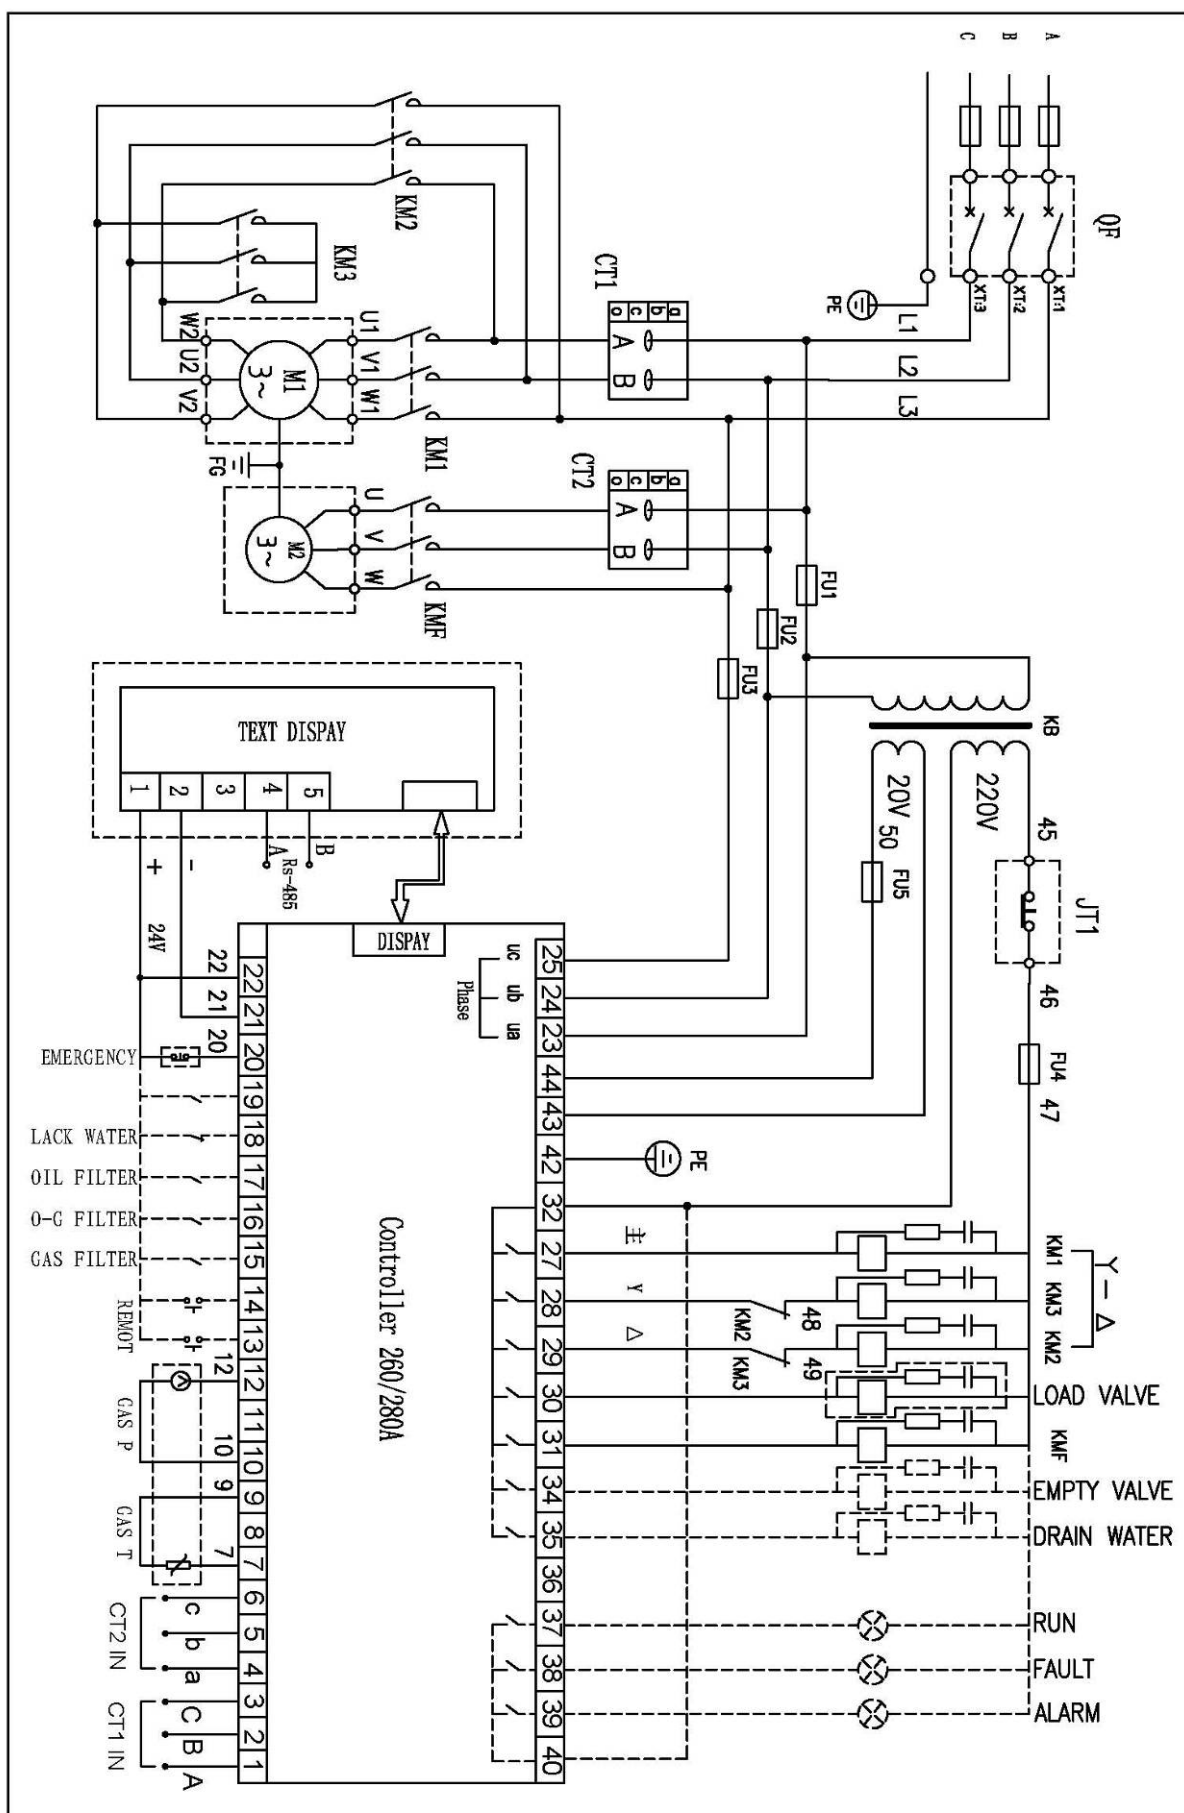 C
B
A
QF
XT:3
XT:2
XT:1
PE
L1
L2
L3
KM2
KM3
CT1
o c b a
A
B
W2
U2
V2
M1
3~
U1
V1
W1
KM1
FG
CT2
o c b a
A
B
M2
3~
U
V
W
KMF
FU1
FU2
FU3
KB
20V
220V
50
FU5
45
JT1
46
FU4
47
TEXT DISPAY
1
2
3
4
5
+
-
A
B
Rs-485
24V
DISPAY
uc
ub
ua
Phase
Controller 260/280A
22
21
20
12
10
9
7
22
21
20
19
18
17
16
15
14
13
12
11
10
9
8
7
6
5
4
3
2
1
25
24
23
44
43
42
32
27
28
29
30
31
34
35
36
37
38
39
40
EMERGENCY
LACK WATER
OIL FILTER
O-G FILTER
GAS FILTER
REMOT
GAS P
GAS T
c
b
a
CT2 IN
C
B
A
CT1 IN
PE
主
Y
△
KM2
48
KM3
49
KM1
KM3
KM2
Y—△
LOAD VALVE
KMF
EMPTY VALVE
DRAIN WATER
RUN
FAULT
ALARM